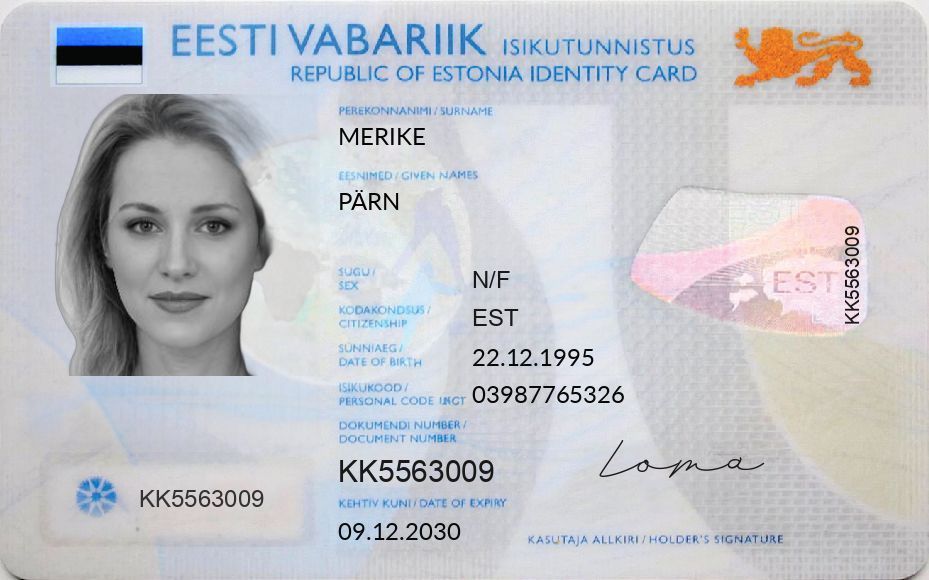 EESTI VABARIIK ISIKUTUNNISTUS
REPUBLIC OF ESTONIA IDENTITY CARD
PEREKONNANIMI / SURNAME
MERIKE
EESNIMED / GIVEN NAMES
PÄRN
SUGU /
SEX
N/F
KODAKONDSUS /
CITIZENSHIP
EST
SÜNNIAEG /
DATE OF BIRTH
22.12.1995
ISIKUKOOD /
PERSONAL CODE
03987765326
DOKUMENDI NUMBER /
DOCUMENT NUMBER
KK5563009
KEHTIV KUNI / DATE OF EXPIRY
09.12.2030
KK5563009
EST
KK5563009
Loma
KASUTAJA ALLKIRI / HOLDER'S SIGNATURE